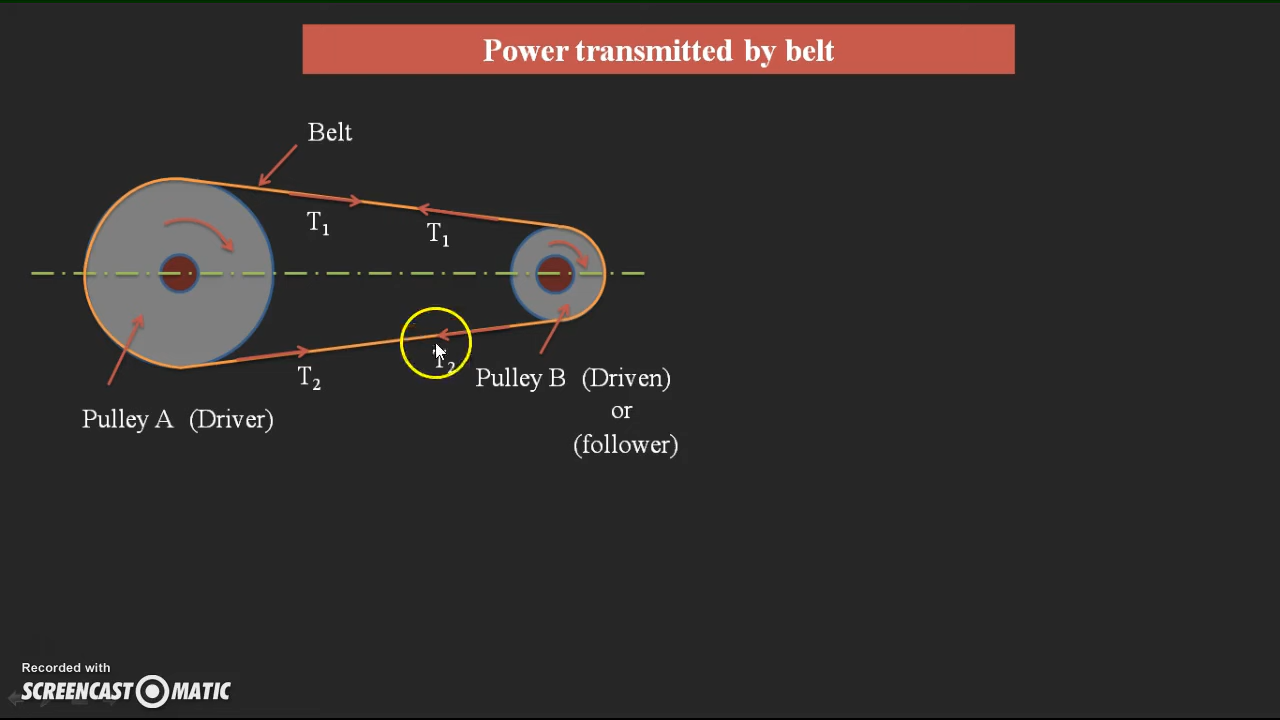 Power transmitted by belt
Belt
T₁
T₁
T₂
T₂
Pulley A (Driver)
Pulley B (Driven)
or
(follower)
Recorded with
SCREENCAST MATIC